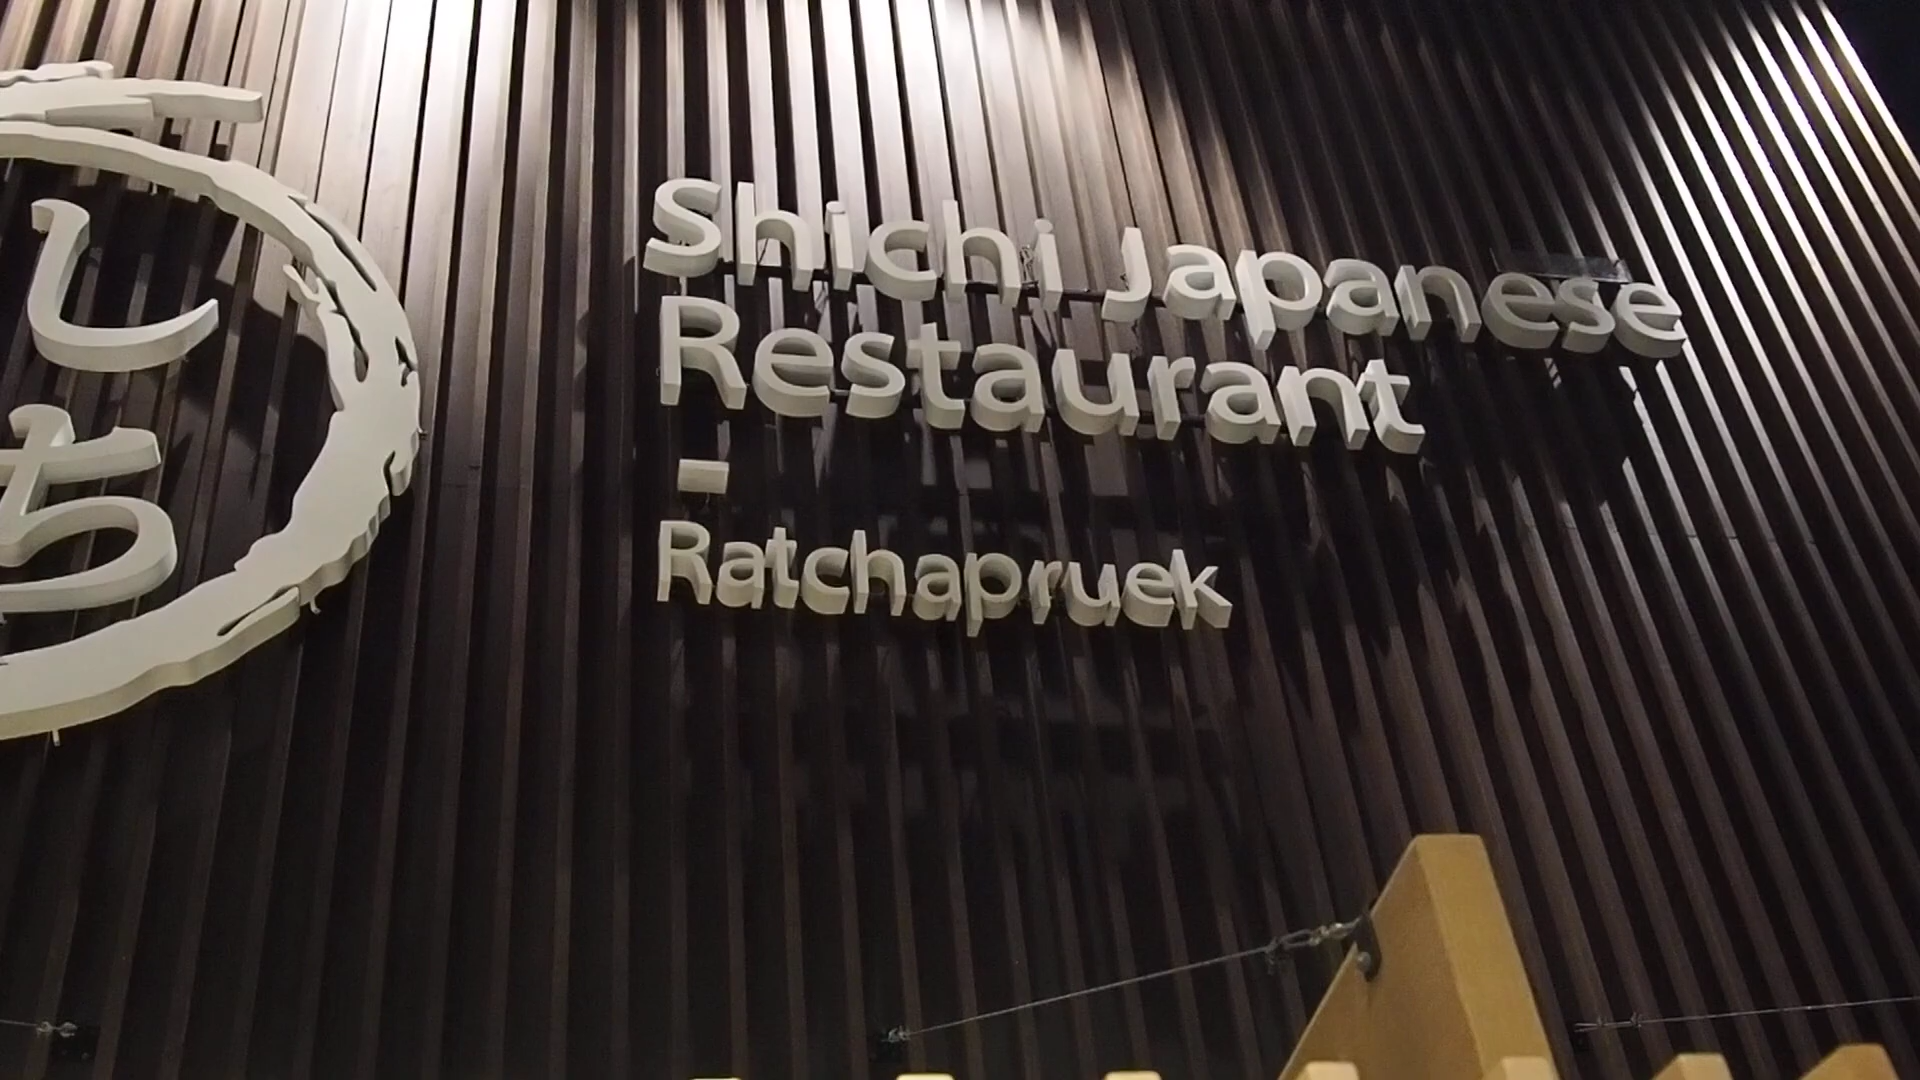 しち
Shichi Japanese
Restaurant
-
Ratchapruek